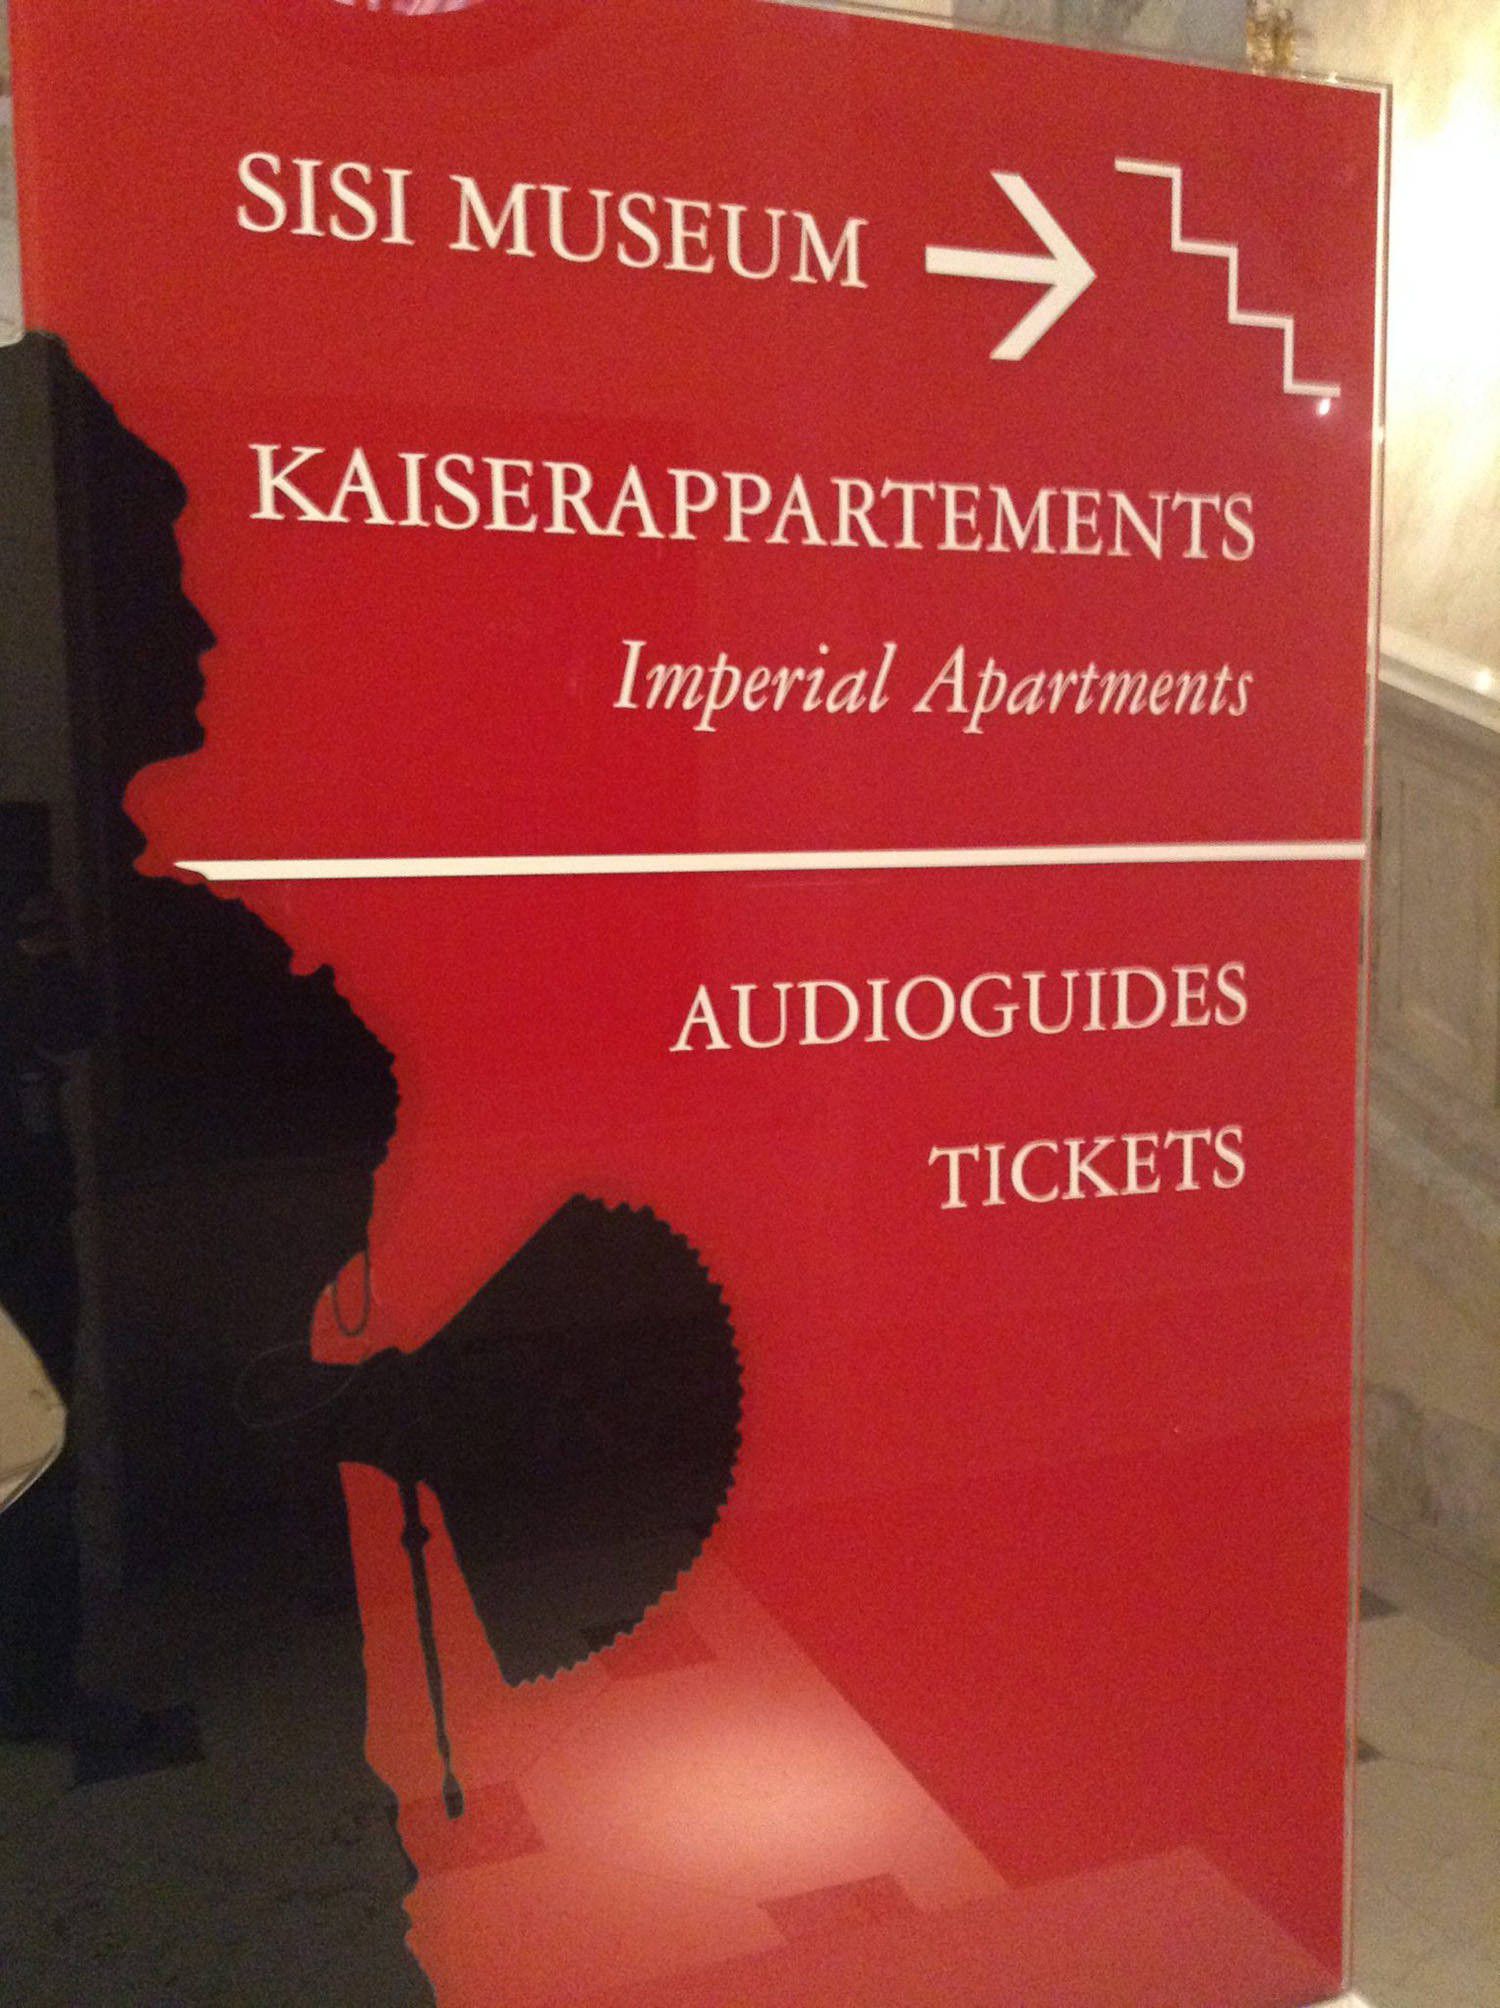 SISI MUSEUM
KAISERAPPARTEMENTS
Imperial Apartments
AUDIOGUIDES
TICKETS